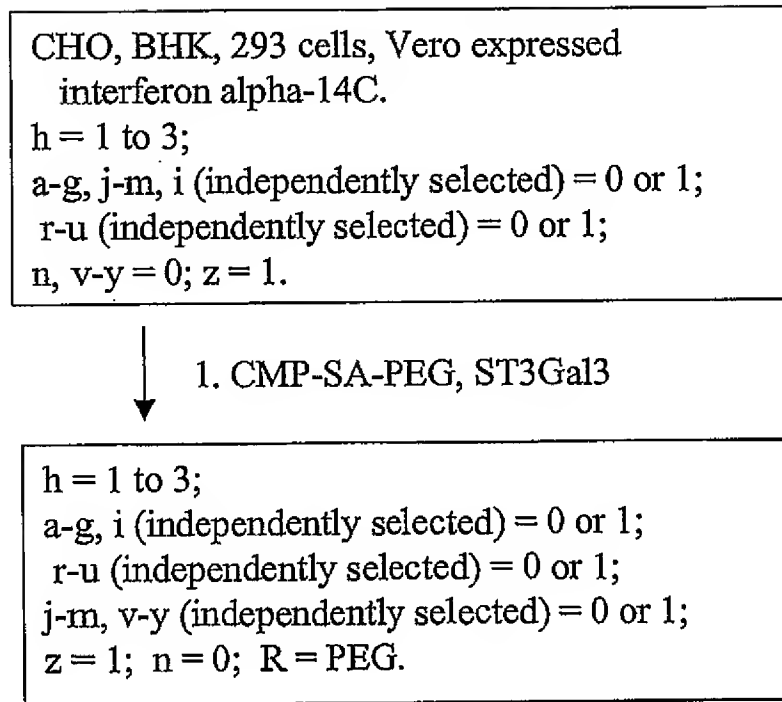 CHO, BHK, 293 cells, Vero expressed
interferon alpha-14C.
h = 1 to 3;
a-g, j-m, i (independently selected) = 0 or 1;
r-u (independently selected) = 0 or 1;
n, v-y = 0; z = 1.
1. CMP-SA-PEG, ST3Gal3
h = 1 to 3;
a-g, i (independently selected) = 0 or 1;
r-u (independently selected) = 0 or 1;
j-m, v-y (independently selected) = 0 or 1;
z = 1; n = 0; R = PEG.